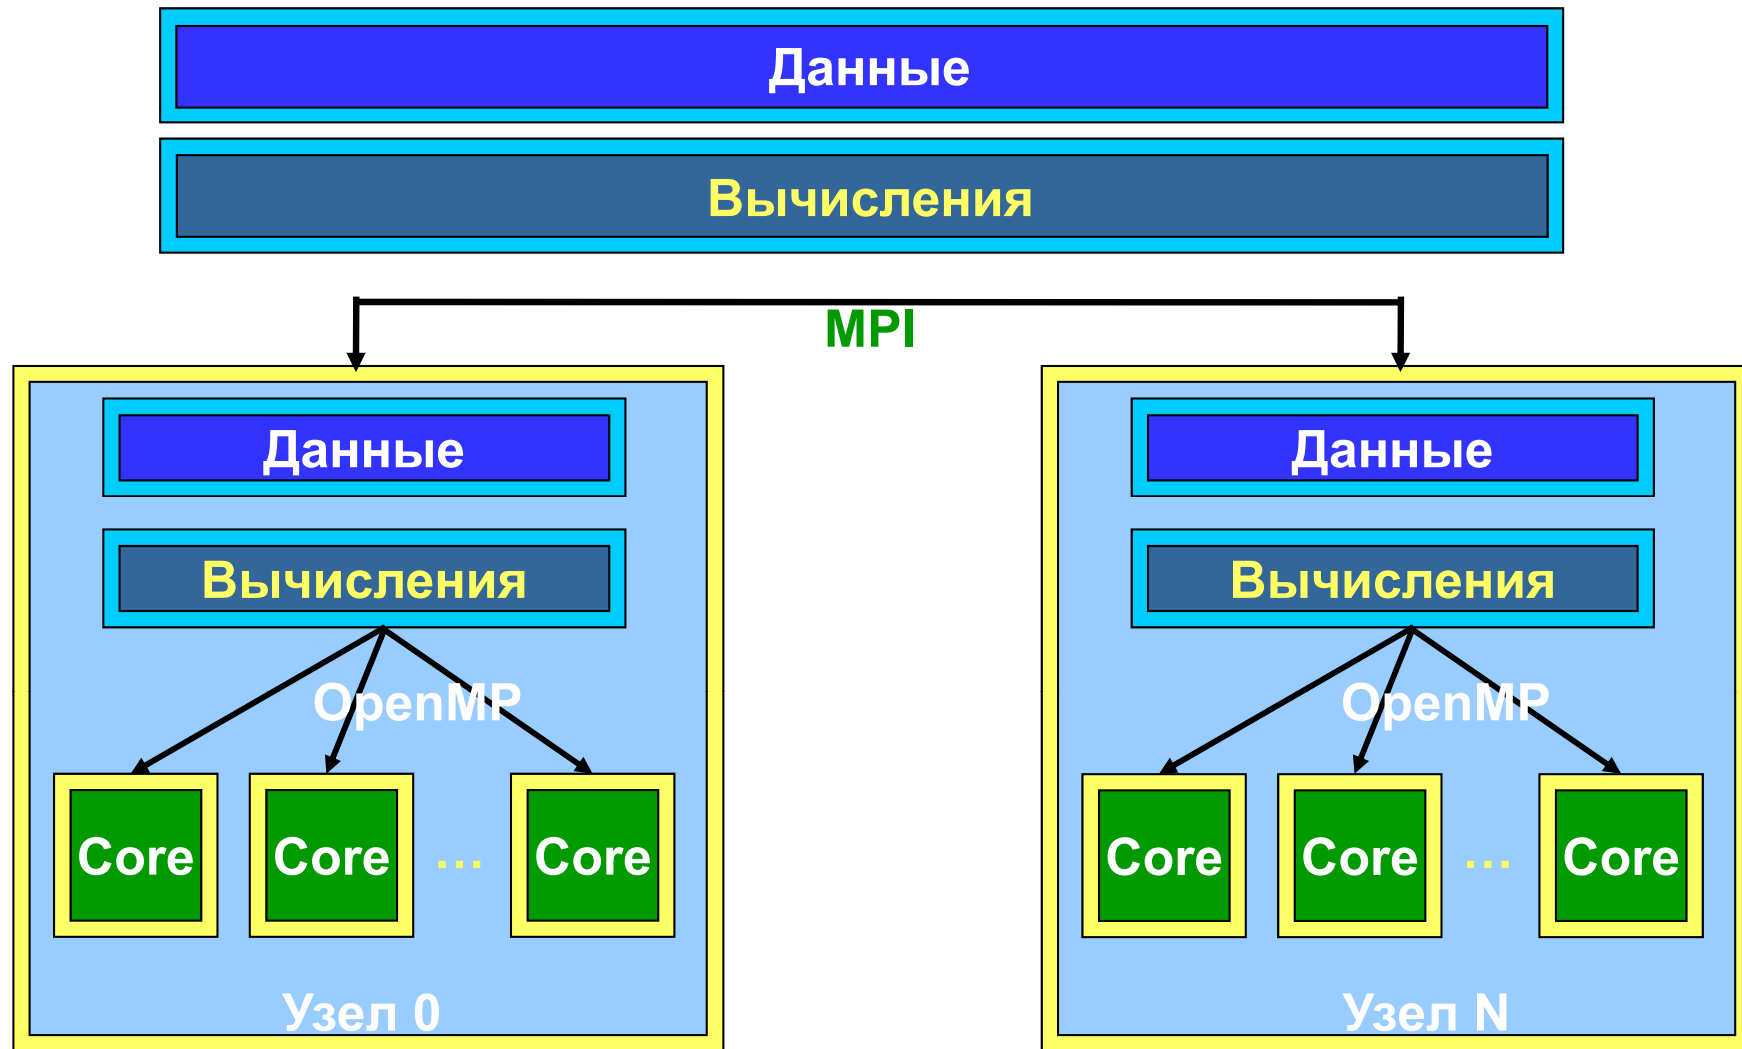 Данные
Вычисления
MPI
Данные
Вычисления
OpenMP
Core Core ... Core
Узел 0
Данные
Вычисления
OpenMP
Core Core ... Core
Узел N